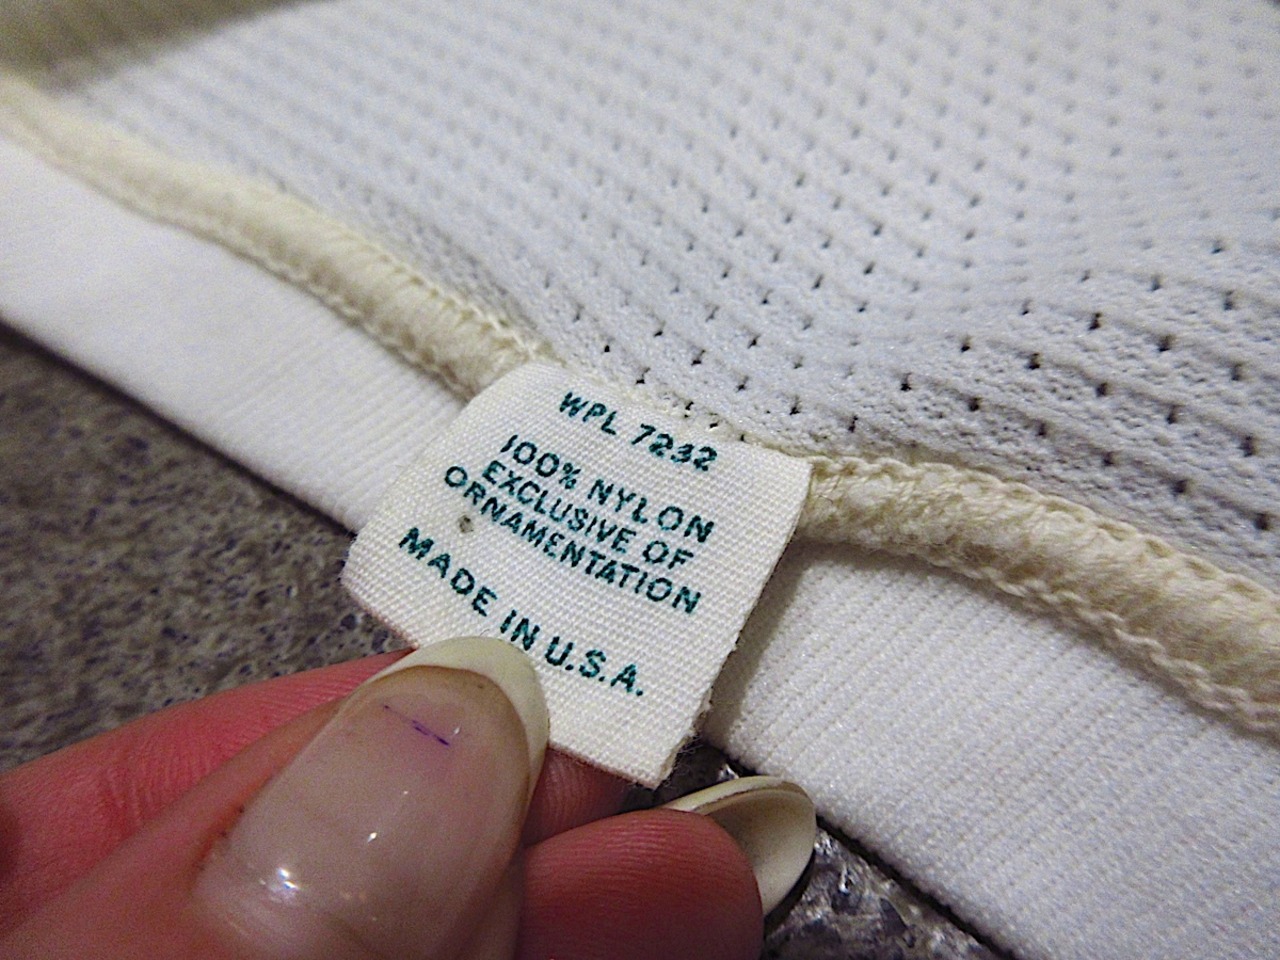 WPL 7232
100% NYLON
EXCLUSIVE OF
ORNAMENTATION
MADE IN U.S.A.